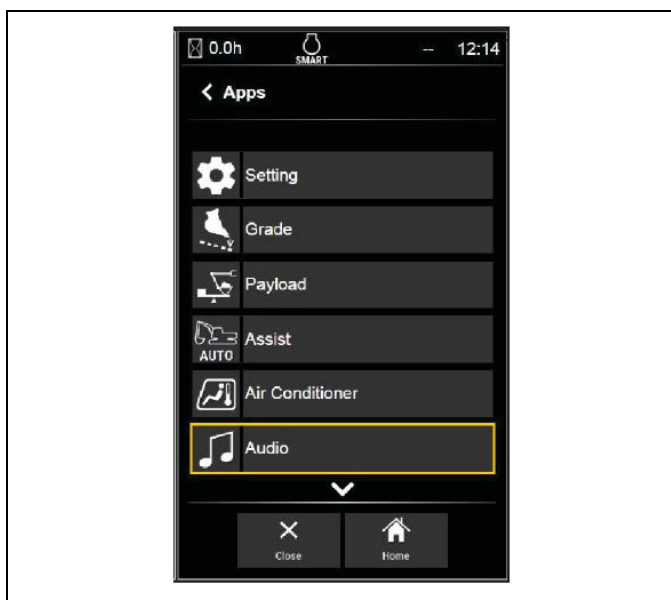 0.0h SMART -- 12:14
Apps
Setting
Grade
Payload
AUTO Assist
Air Conditioner
Audio
Close Home